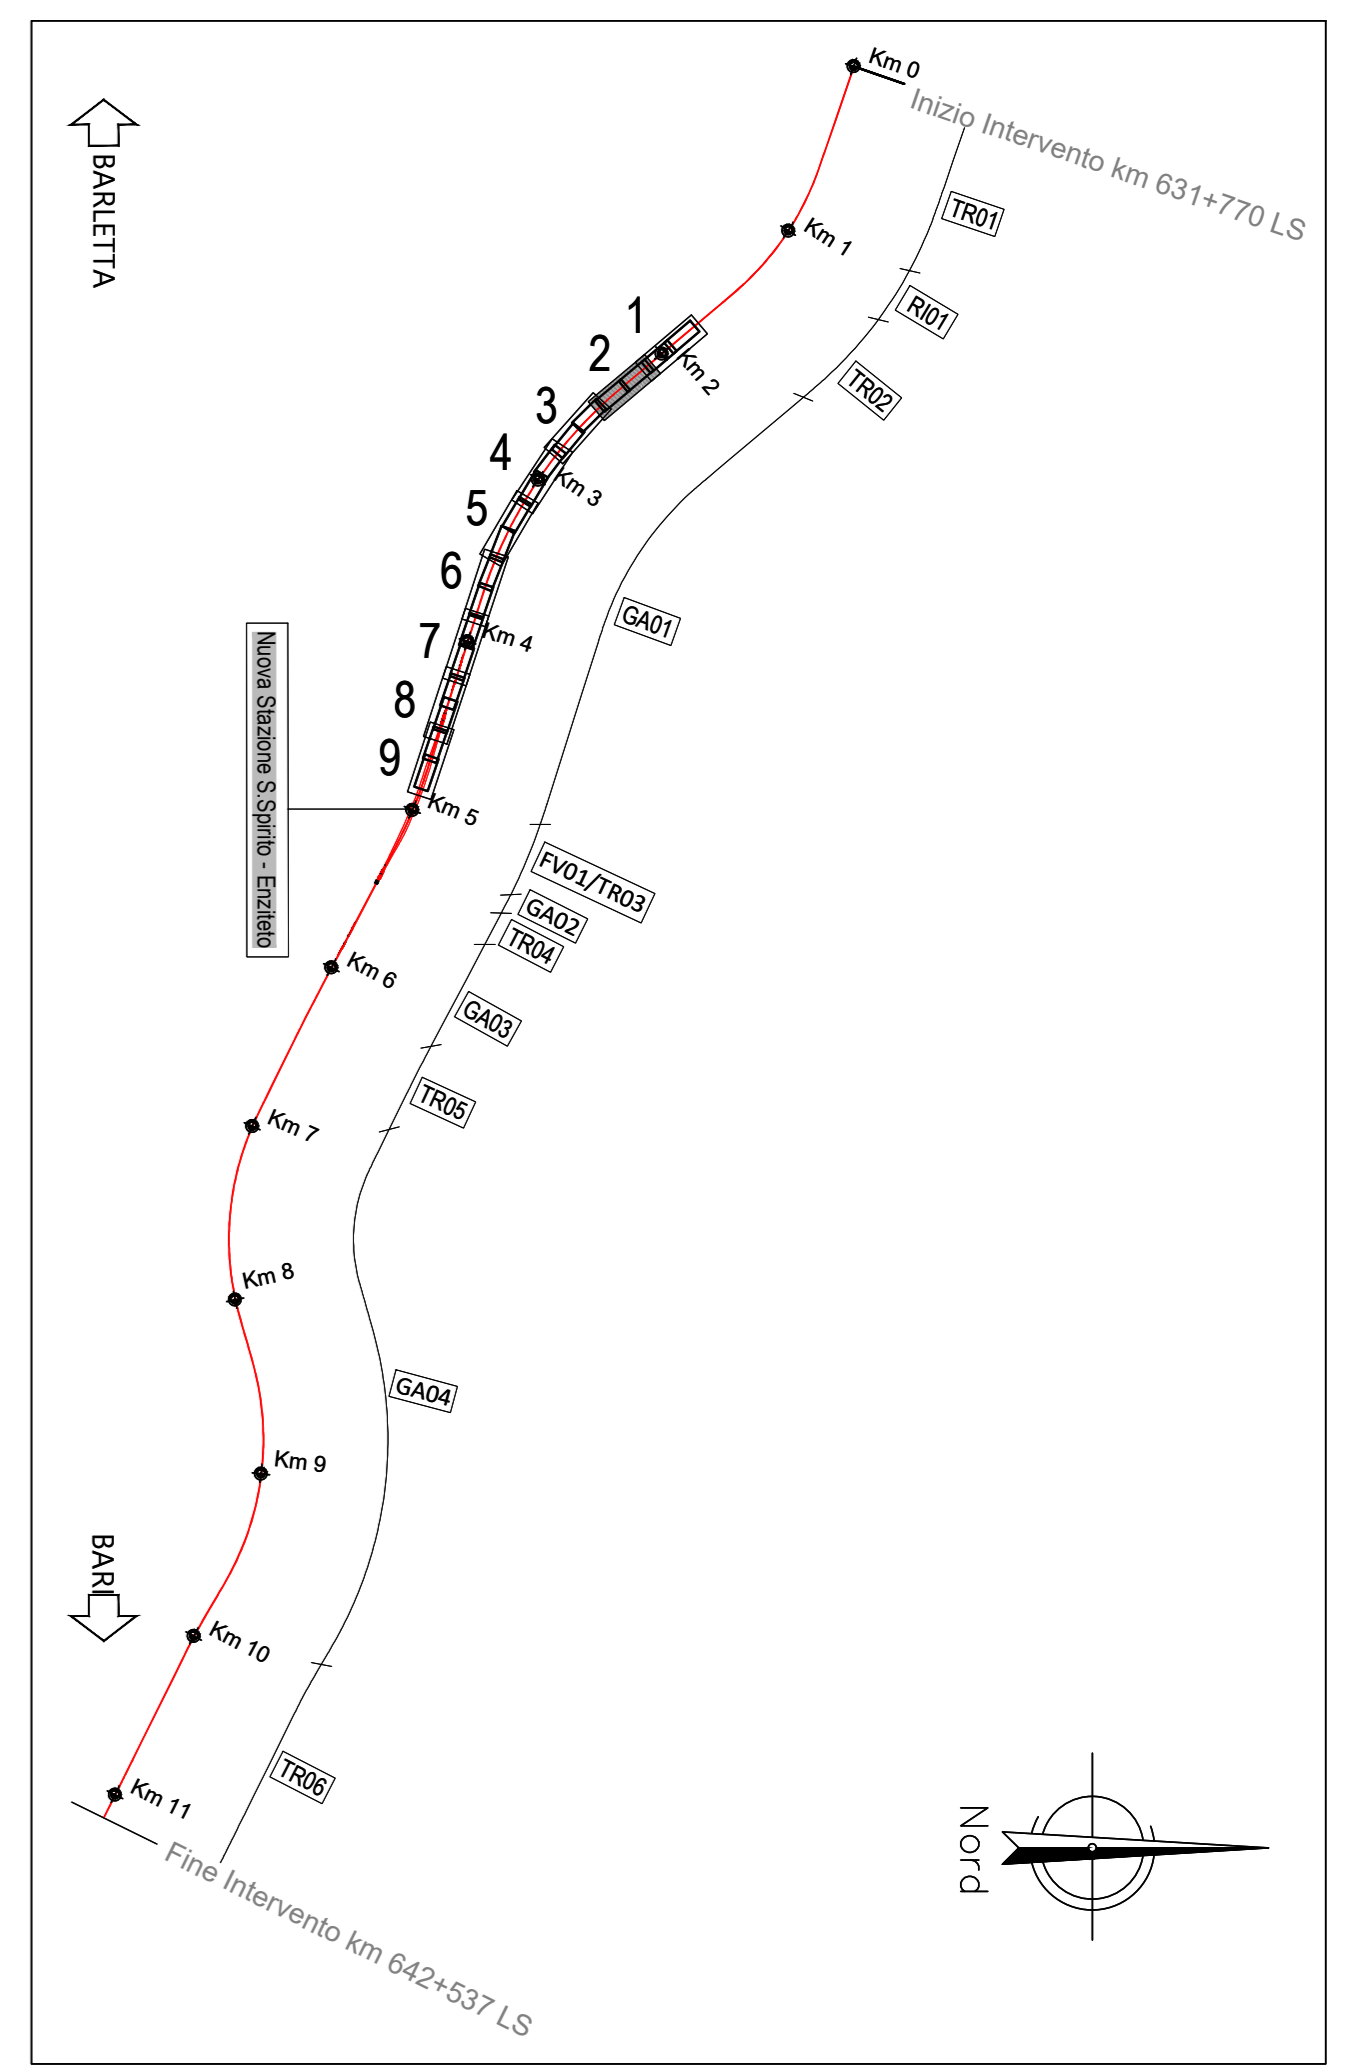 Km 0
Inizio Intervento km 631+770 LS
BARLETTA
TR01
Km 1
RI01
1
Km 2
2
TR02
3
4
Km 3
5
6
GA01
7
Km 4
8
9
Nuova Stazione S.Spirito - Enziteto
Km 5
FV01/TR03
GA02
TR04
Km 6
GA03
TR05
Km 7
Km 8
GA04
Km 9
BARI
Km 10
TR06
Km 11
Fine Intervento km 642+537 LS
Nord